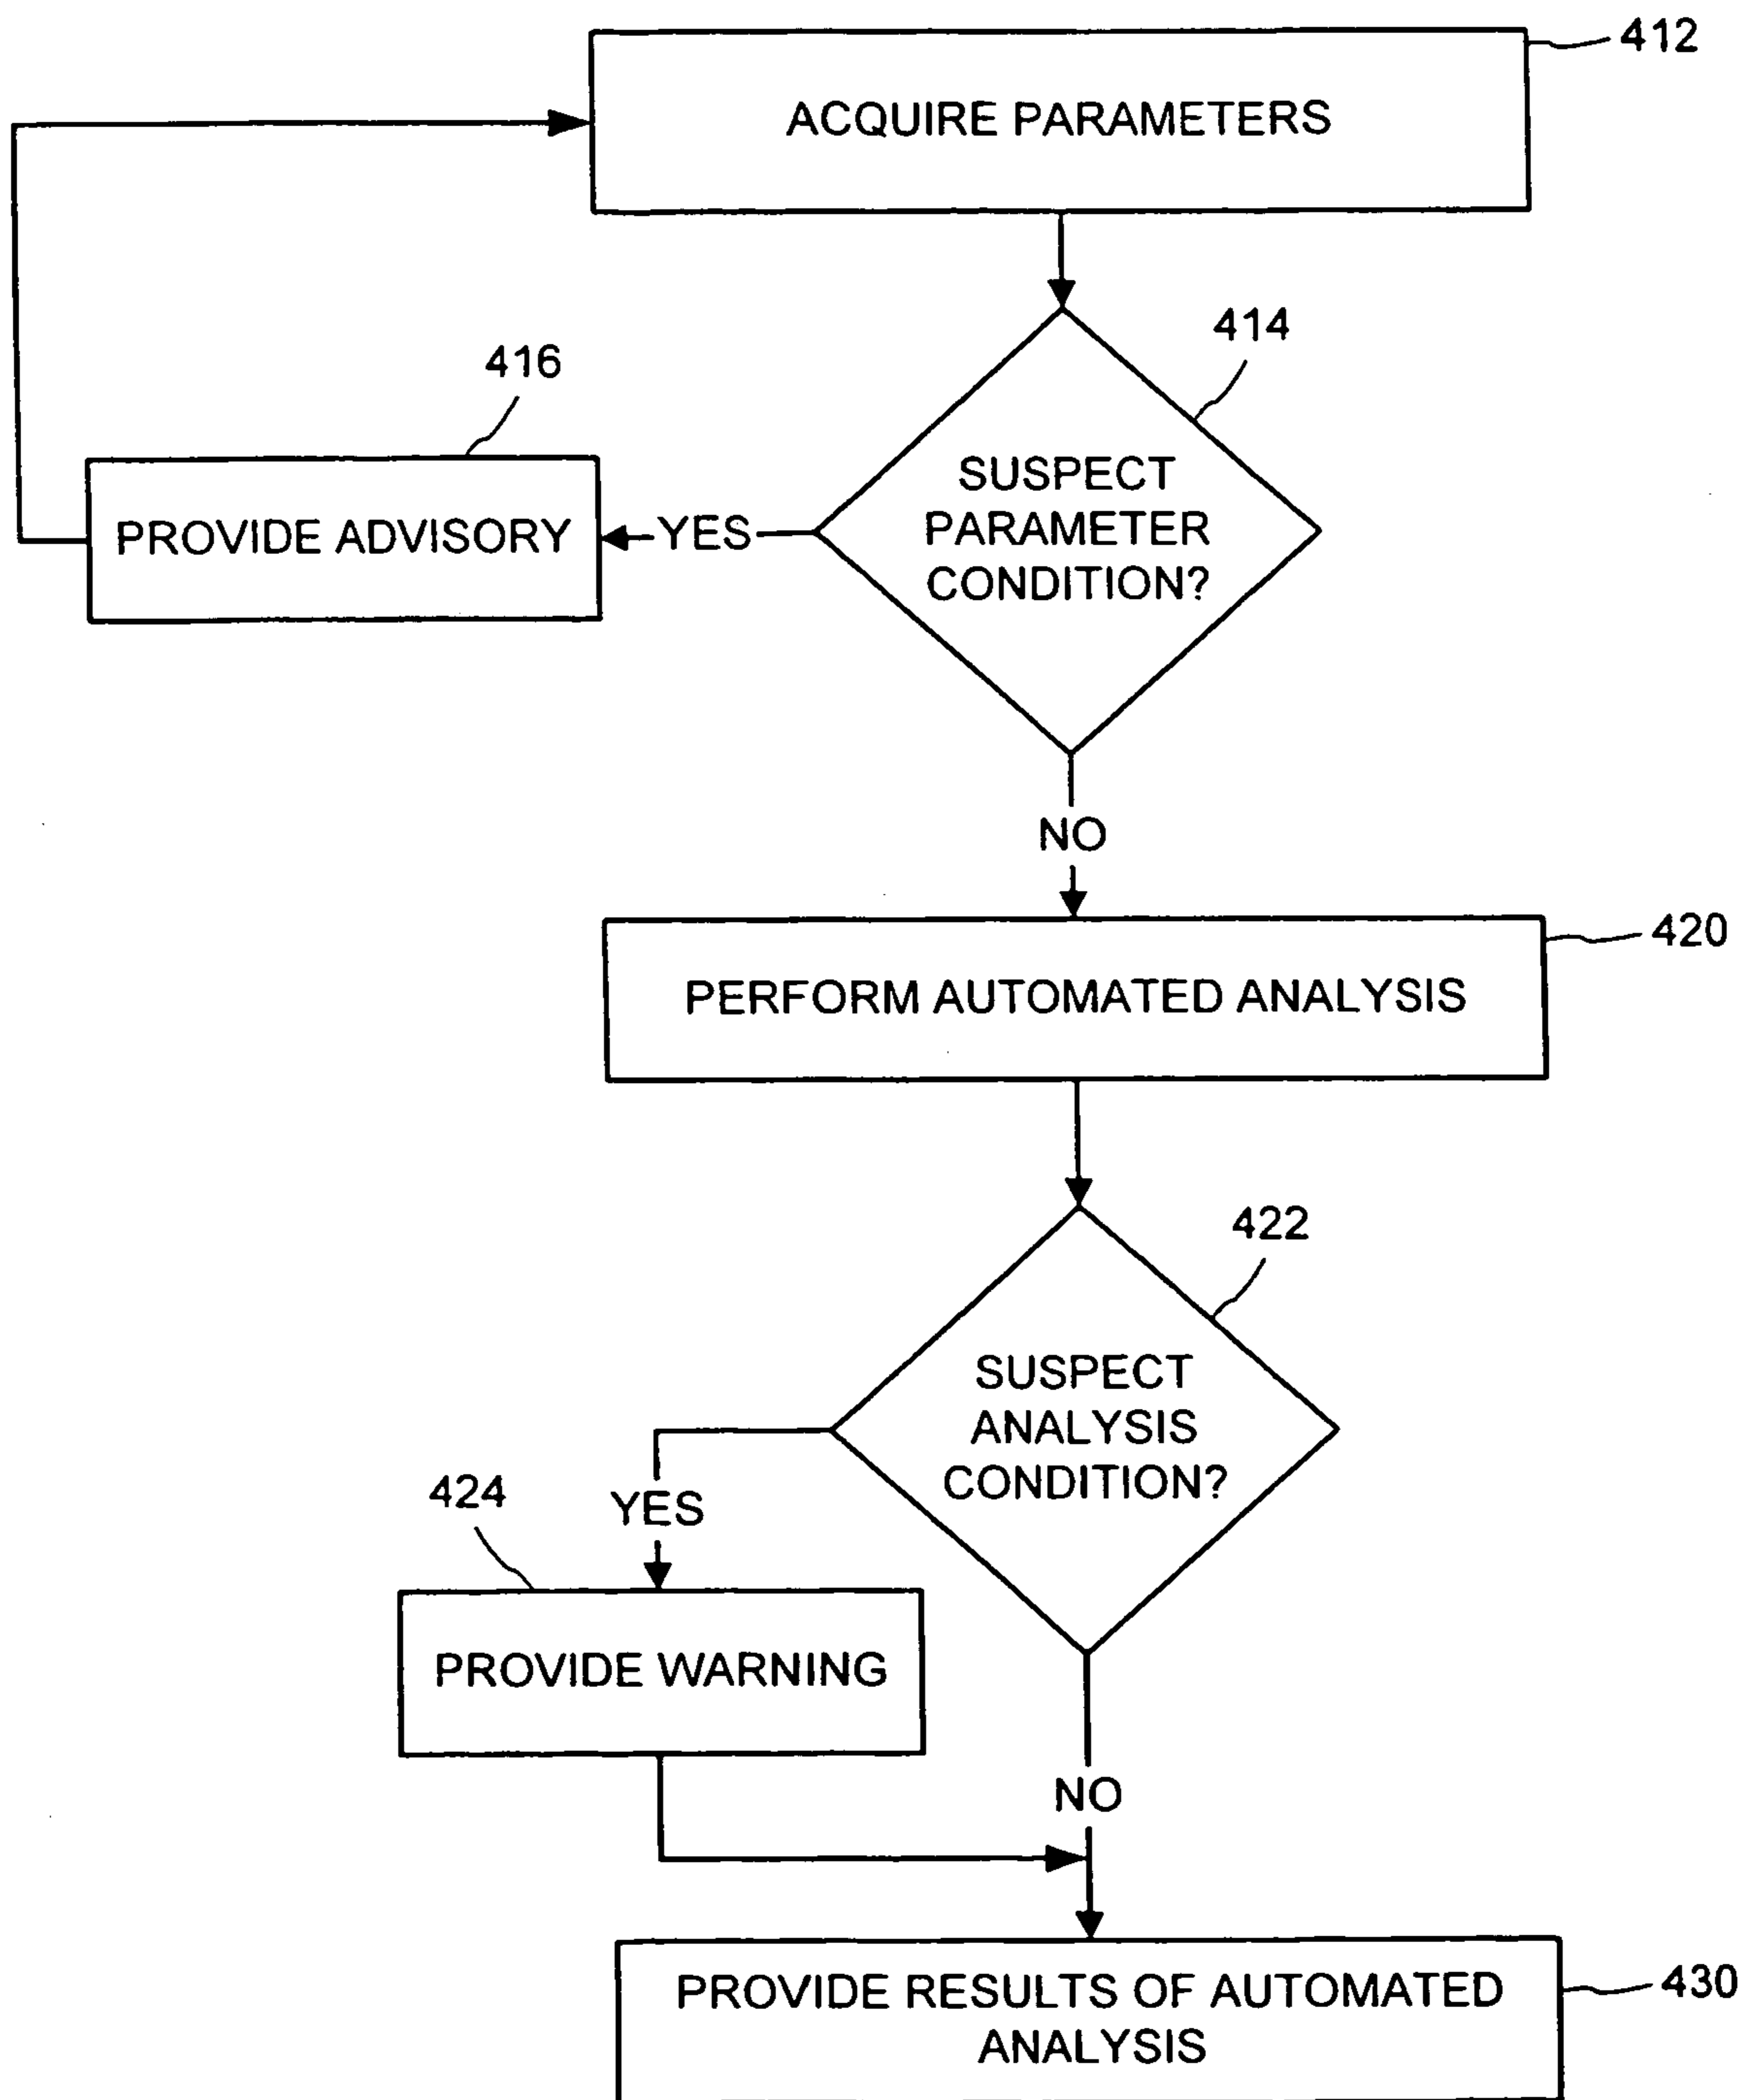 412
ACQUIRE PARAMETERS
414
416
SUSPECT
PARAMETER
CONDITION?
YES
PROVIDE ADVISORY
NO
420
PERFORM AUTOMATED ANALYSIS
422
SUSPECT
ANALYSIS
CONDITION?
424
YES
PROVIDE WARNING
NO
430
PROVIDE RESULTS OF AUTOMATED
ANALYSIS